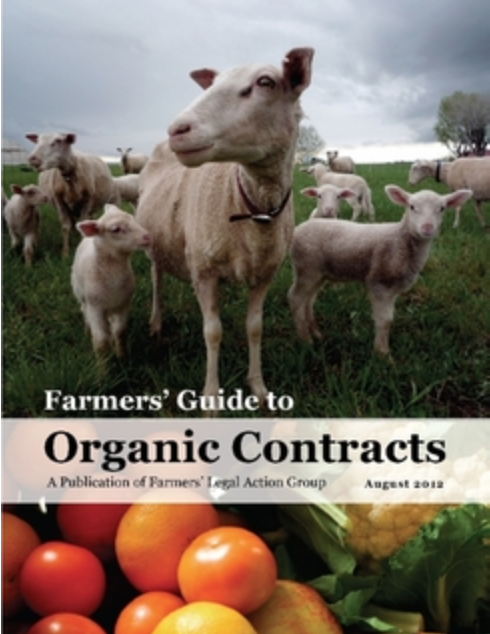 Farmers' Guide to
Organic Contracts
A Publication of Farmers' Legal Action Group August 2012